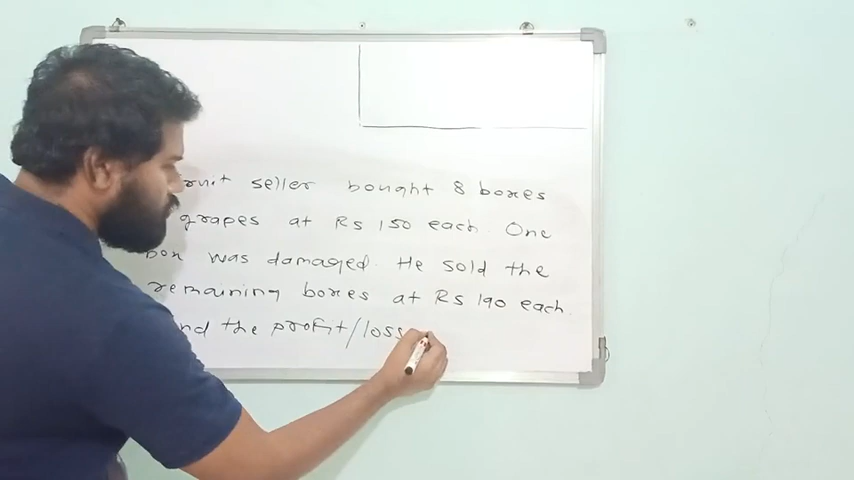 ruit seller bought 8 boxes
grapes at Rs 150 each. One
box was damaged. He sold the
remaining boxes at Rs 190 each.
nd the profit/loss